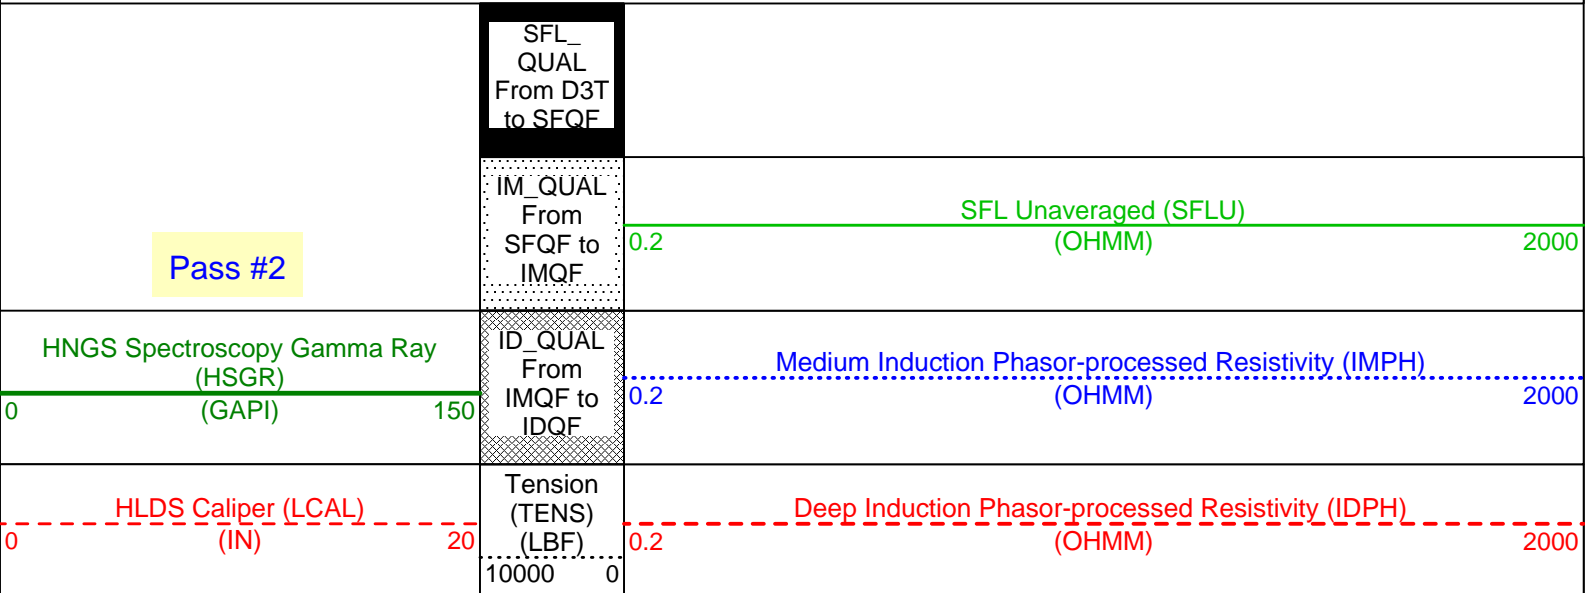 SFL_
QUAL
From D3T
to SFQF
IM_QUAL
From
SFQF to
IMQF
SFL Unaveraged (SFLU)
0.2 (OHMM) 2000
Pass #2
HNGS Spectroscopy Gamma Ray
(HSGR)
0 (GAPI) 150
ID_QUAL
From
IMQF to
IDQF
Medium Induction Phasor-processed Resistivity (IMPH)
0.2 (OHMM) 2000
HLDS Caliper (LCAL)
0 (IN) 20
Tension
(TENS)
(LBF)
10000 0
Deep Induction Phasor-processed Resistivity (IDPH)
0.2 (OHMM) 2000